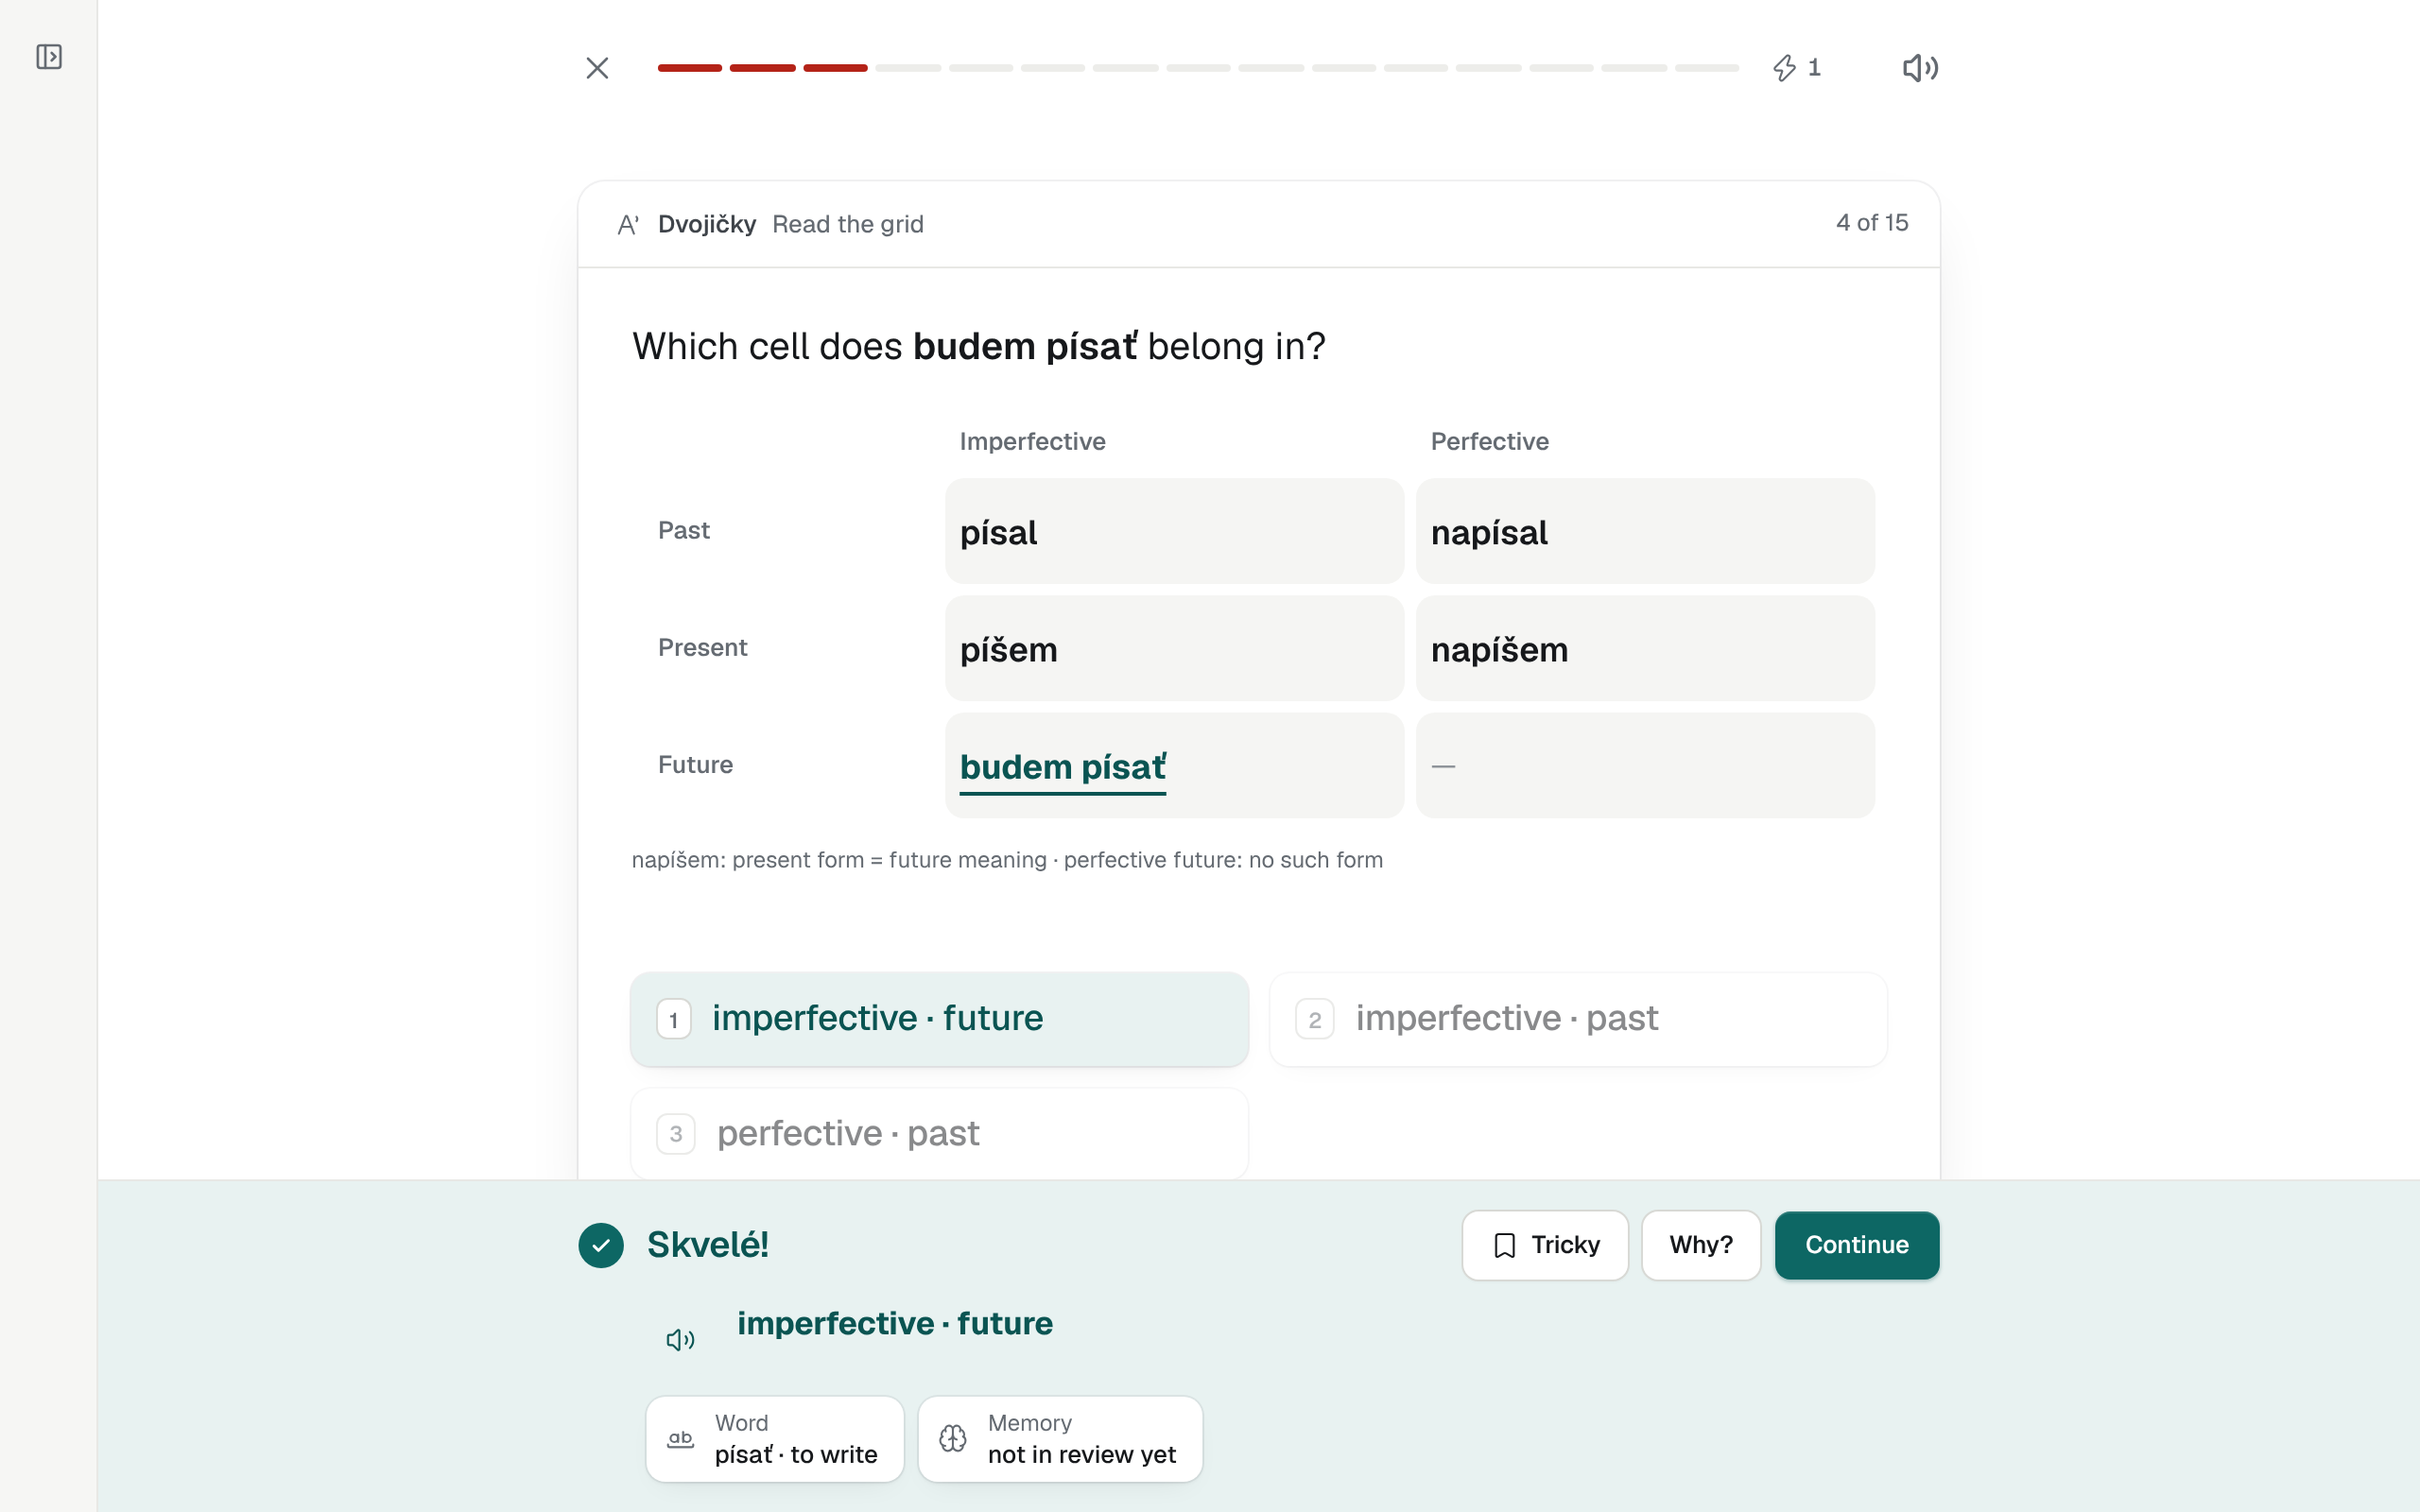 1
Dvojičky Read the grid
4 of 15
Which cell does budem písať belong in?
Imperfective Perfective
Past písal napísal
Present píšem napíšem
Future budem písať —
napíšem: present form = future meaning · perfective future: no such form
1 imperfective · future
2 imperfective · past
3 perfective · past
Skvelé!
Tricky
Why?
Continue
imperfective · future
ab
Word
písať · to write
Memory
not in review yet